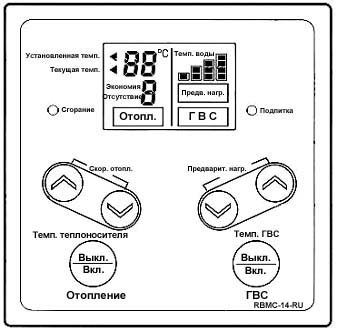 Установленная темп.
Текущая темп.
88 °C
Темп. воды
Экономия
Отсутствие
8
Предв. нагр.
Отопл.
ГВС
Сгорание
Подпитка
Скор. отопл.
Предварит. нагр.
Темп. теплоносителя
Темп. ГВС
Выкл.
Вкл.
Выкл.
Вкл.
Отопление
ГВС
RBMC-14-RU